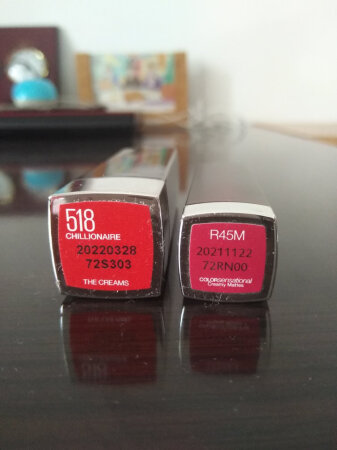 518
CHILLIONAIRE
20220328
72S303
THE CREAMS
R45M
20211122
72RN00
COLORsensational
Creamy Mattes